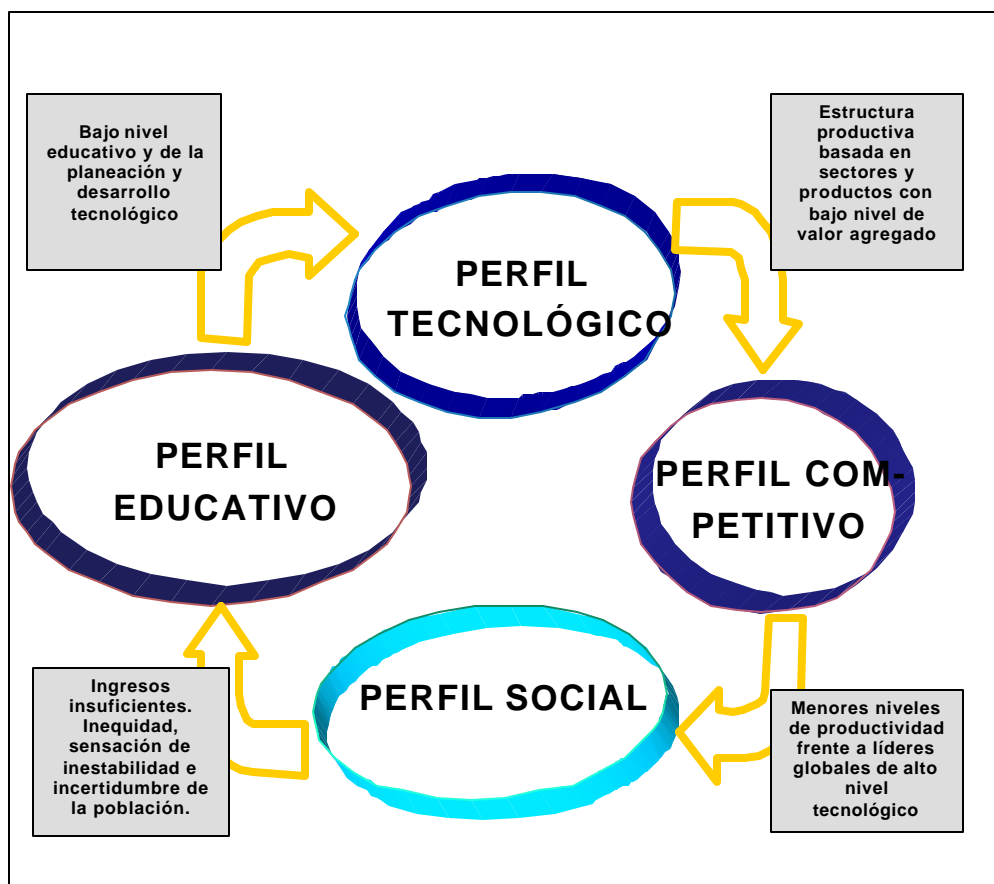 Bajo nivel
educativo y de la
planeación y
desarrollo
tecnológico
Estructura
productiva
basada en
sectores y
productos con
bajo nivel de
valor agregado
PERFIL
TECNOLÓGICO
PERFIL
EDUCATIVO
PERFIL COM-
PETITIVO
PERFIL SOCIAL
Ingresos
insuficientes.
Inequidad,
sensación de
inestabilidad e
incertidumbre de
la población.
Menores niveles
de productividad
frente a líderes
globales de alto
nivel
tecnológico